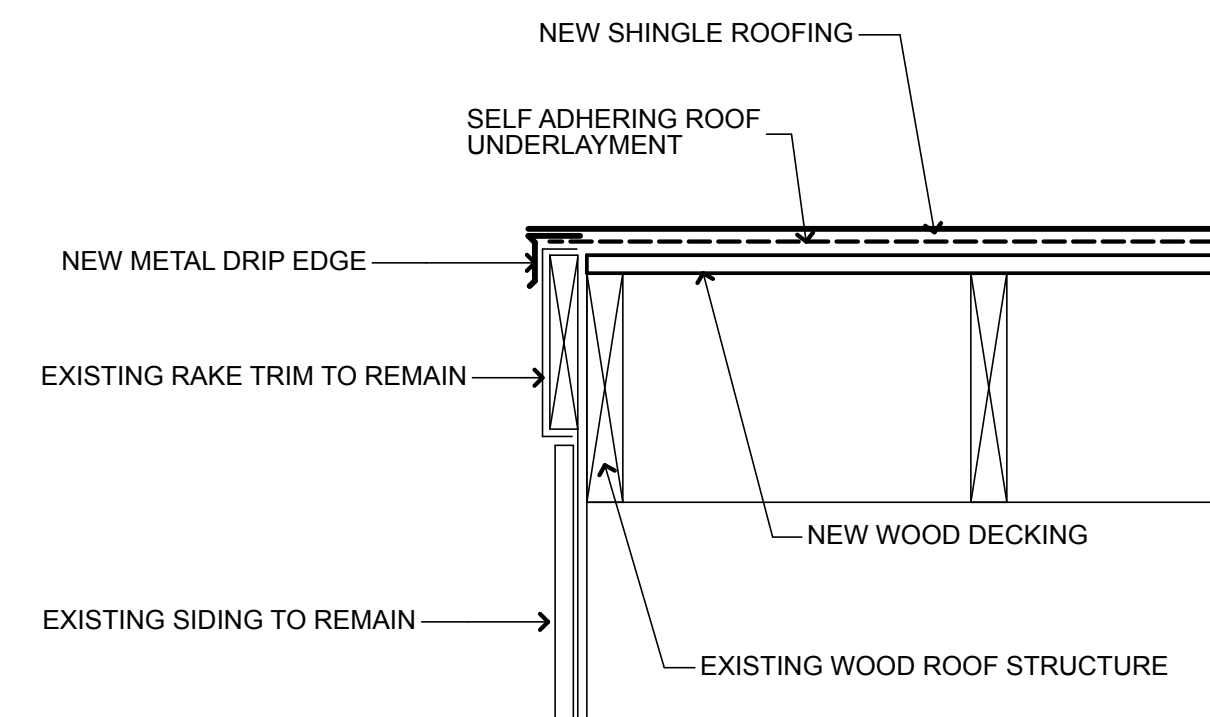 NEW SHINGLE ROOFING
SELF ADHERING ROOF
UNDERLAYMENT
NEW METAL DRIP EDGE
EXISTING RAKE TRIM TO REMAIN
NEW WOOD DECKING
EXISTING SIDING TO REMAIN
EXISTING WOOD ROOF STRUCTURE